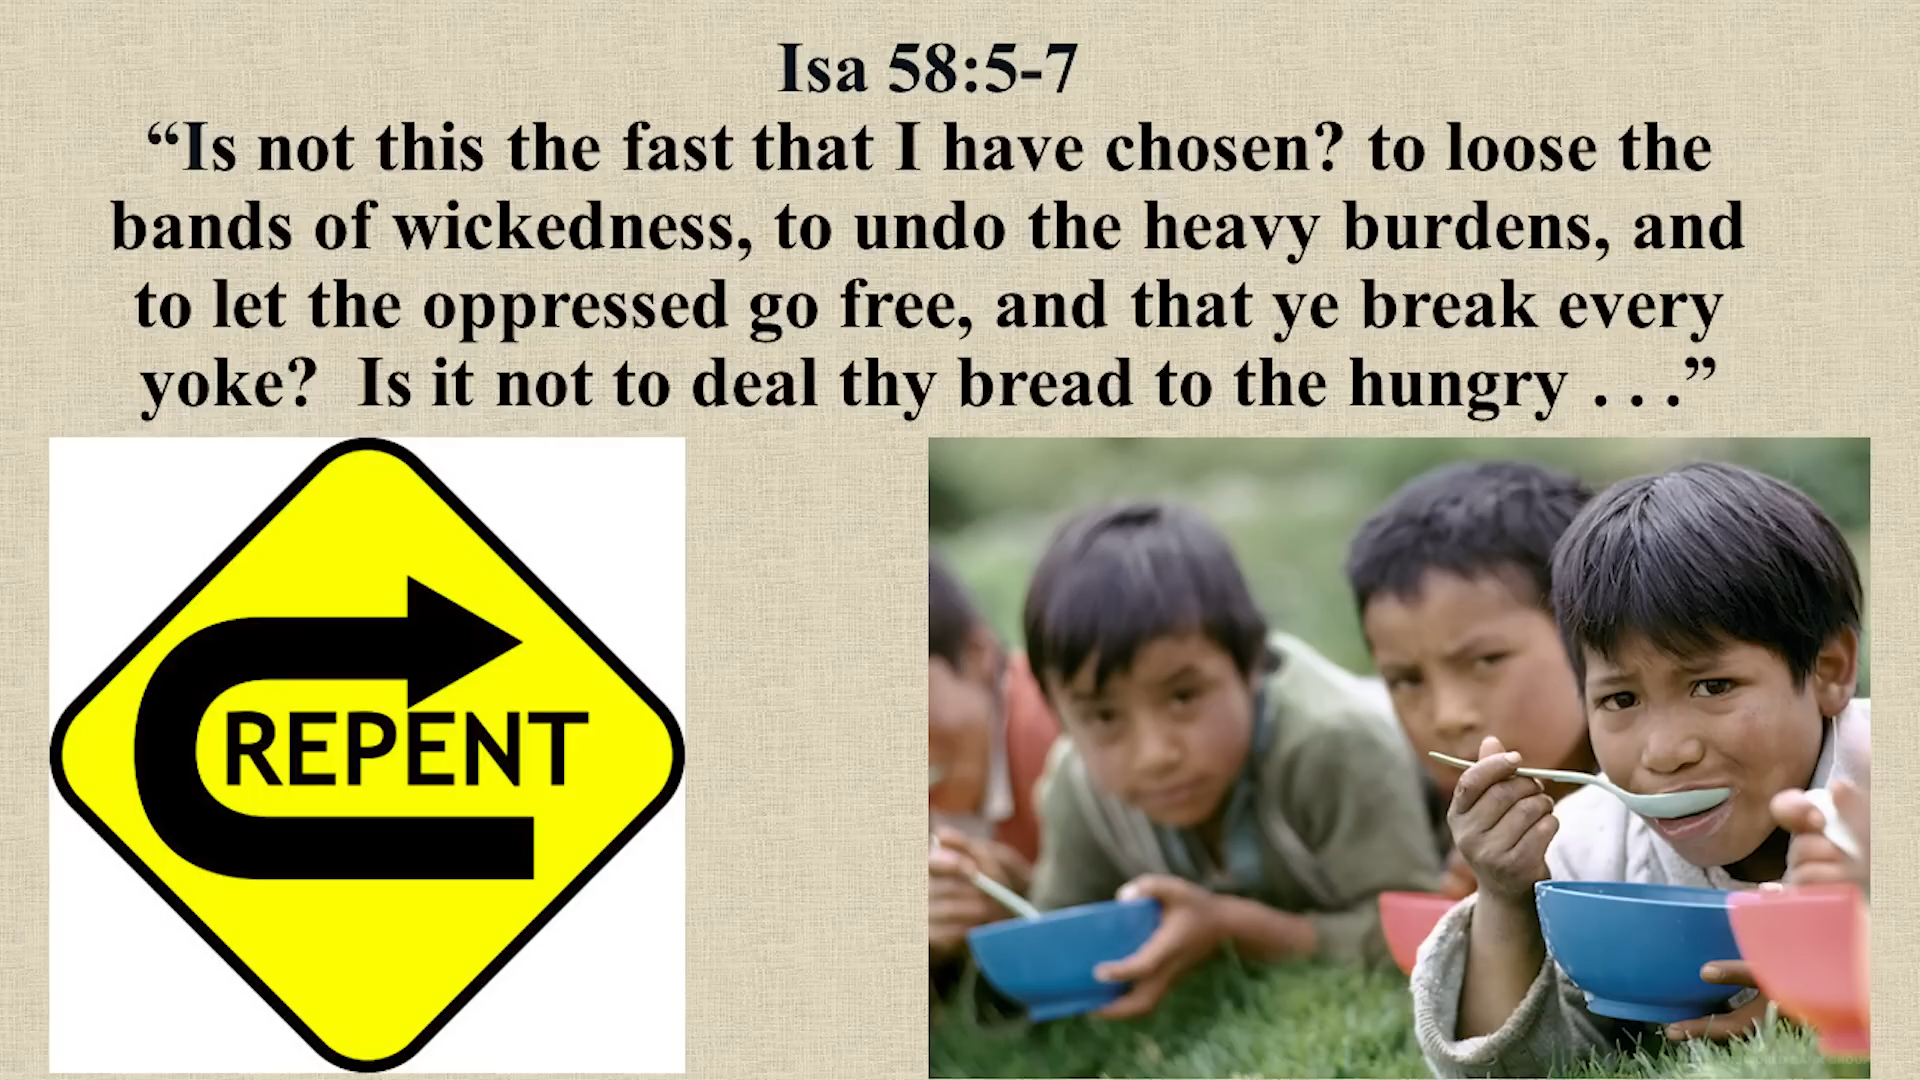 Isa 58:5-7
“Is not this the fast that I have chosen? to loose the
bands of wickedness, to undo the heavy burdens, and
to let the oppressed go free, and that ye break every
yoke?  Is it not to deal thy bread to the hungry . . .”
REPENT